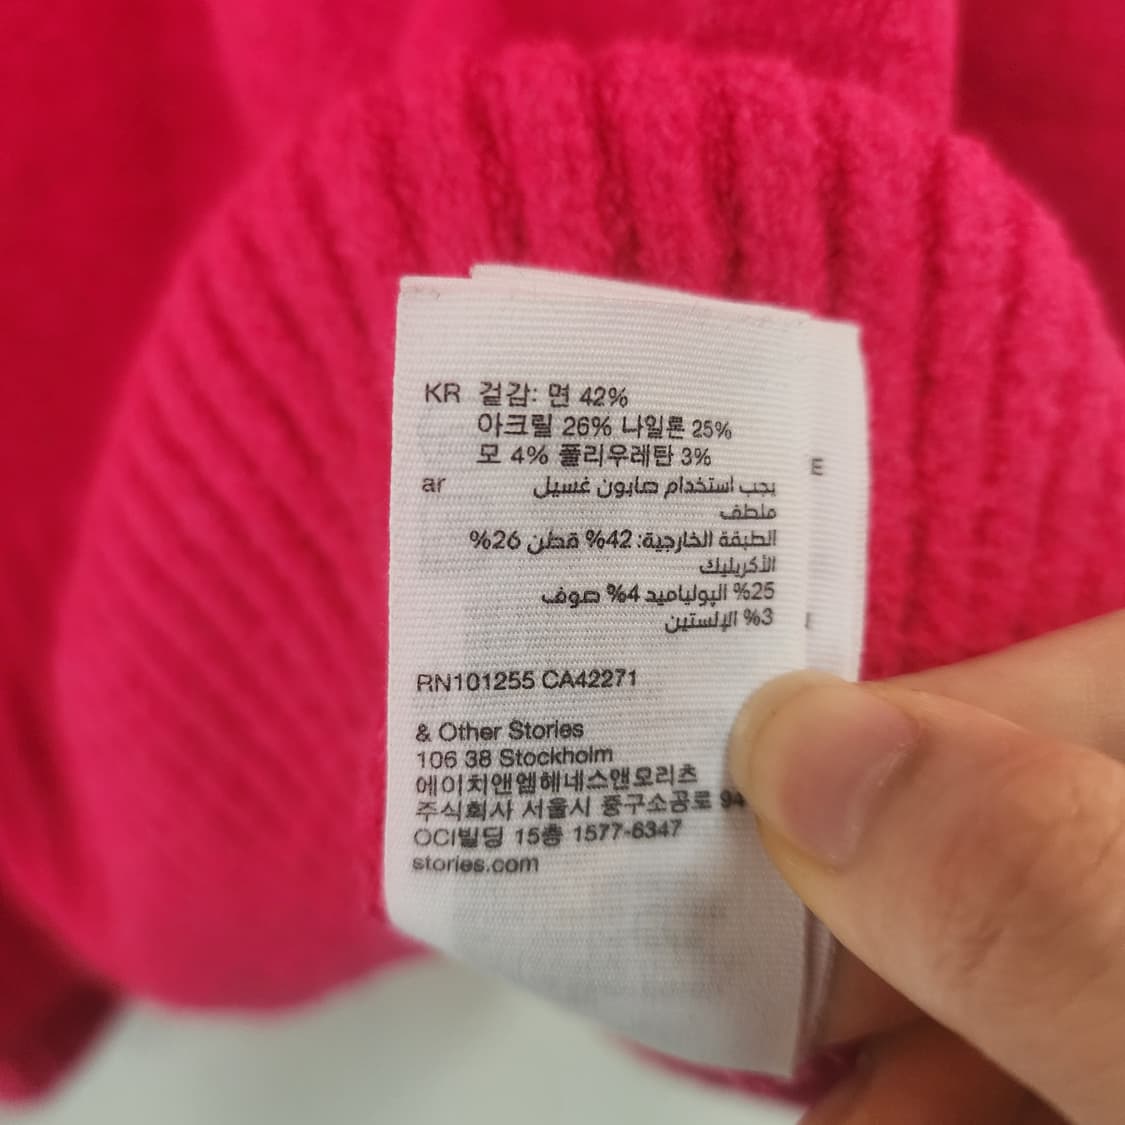 KR 걸감: 면 42%
아크릴 26% 나일론 25%
모 4% 폴리우레탄 3%
ar يجب استخدام صابون غسيل
ملطف
الطبقة الخارجية: 42% قطن 26%
الأكريليك
25% البولياميد 4% صوف
3% الإلستين
E
RN101255 CA42271
& Other Stories
106 38 Stockholm
에이치앤엠헤네스앤모리츠
주식회사 서울시 중구소공로 94
OCI빌딩 15층 1577-6347
stories.com